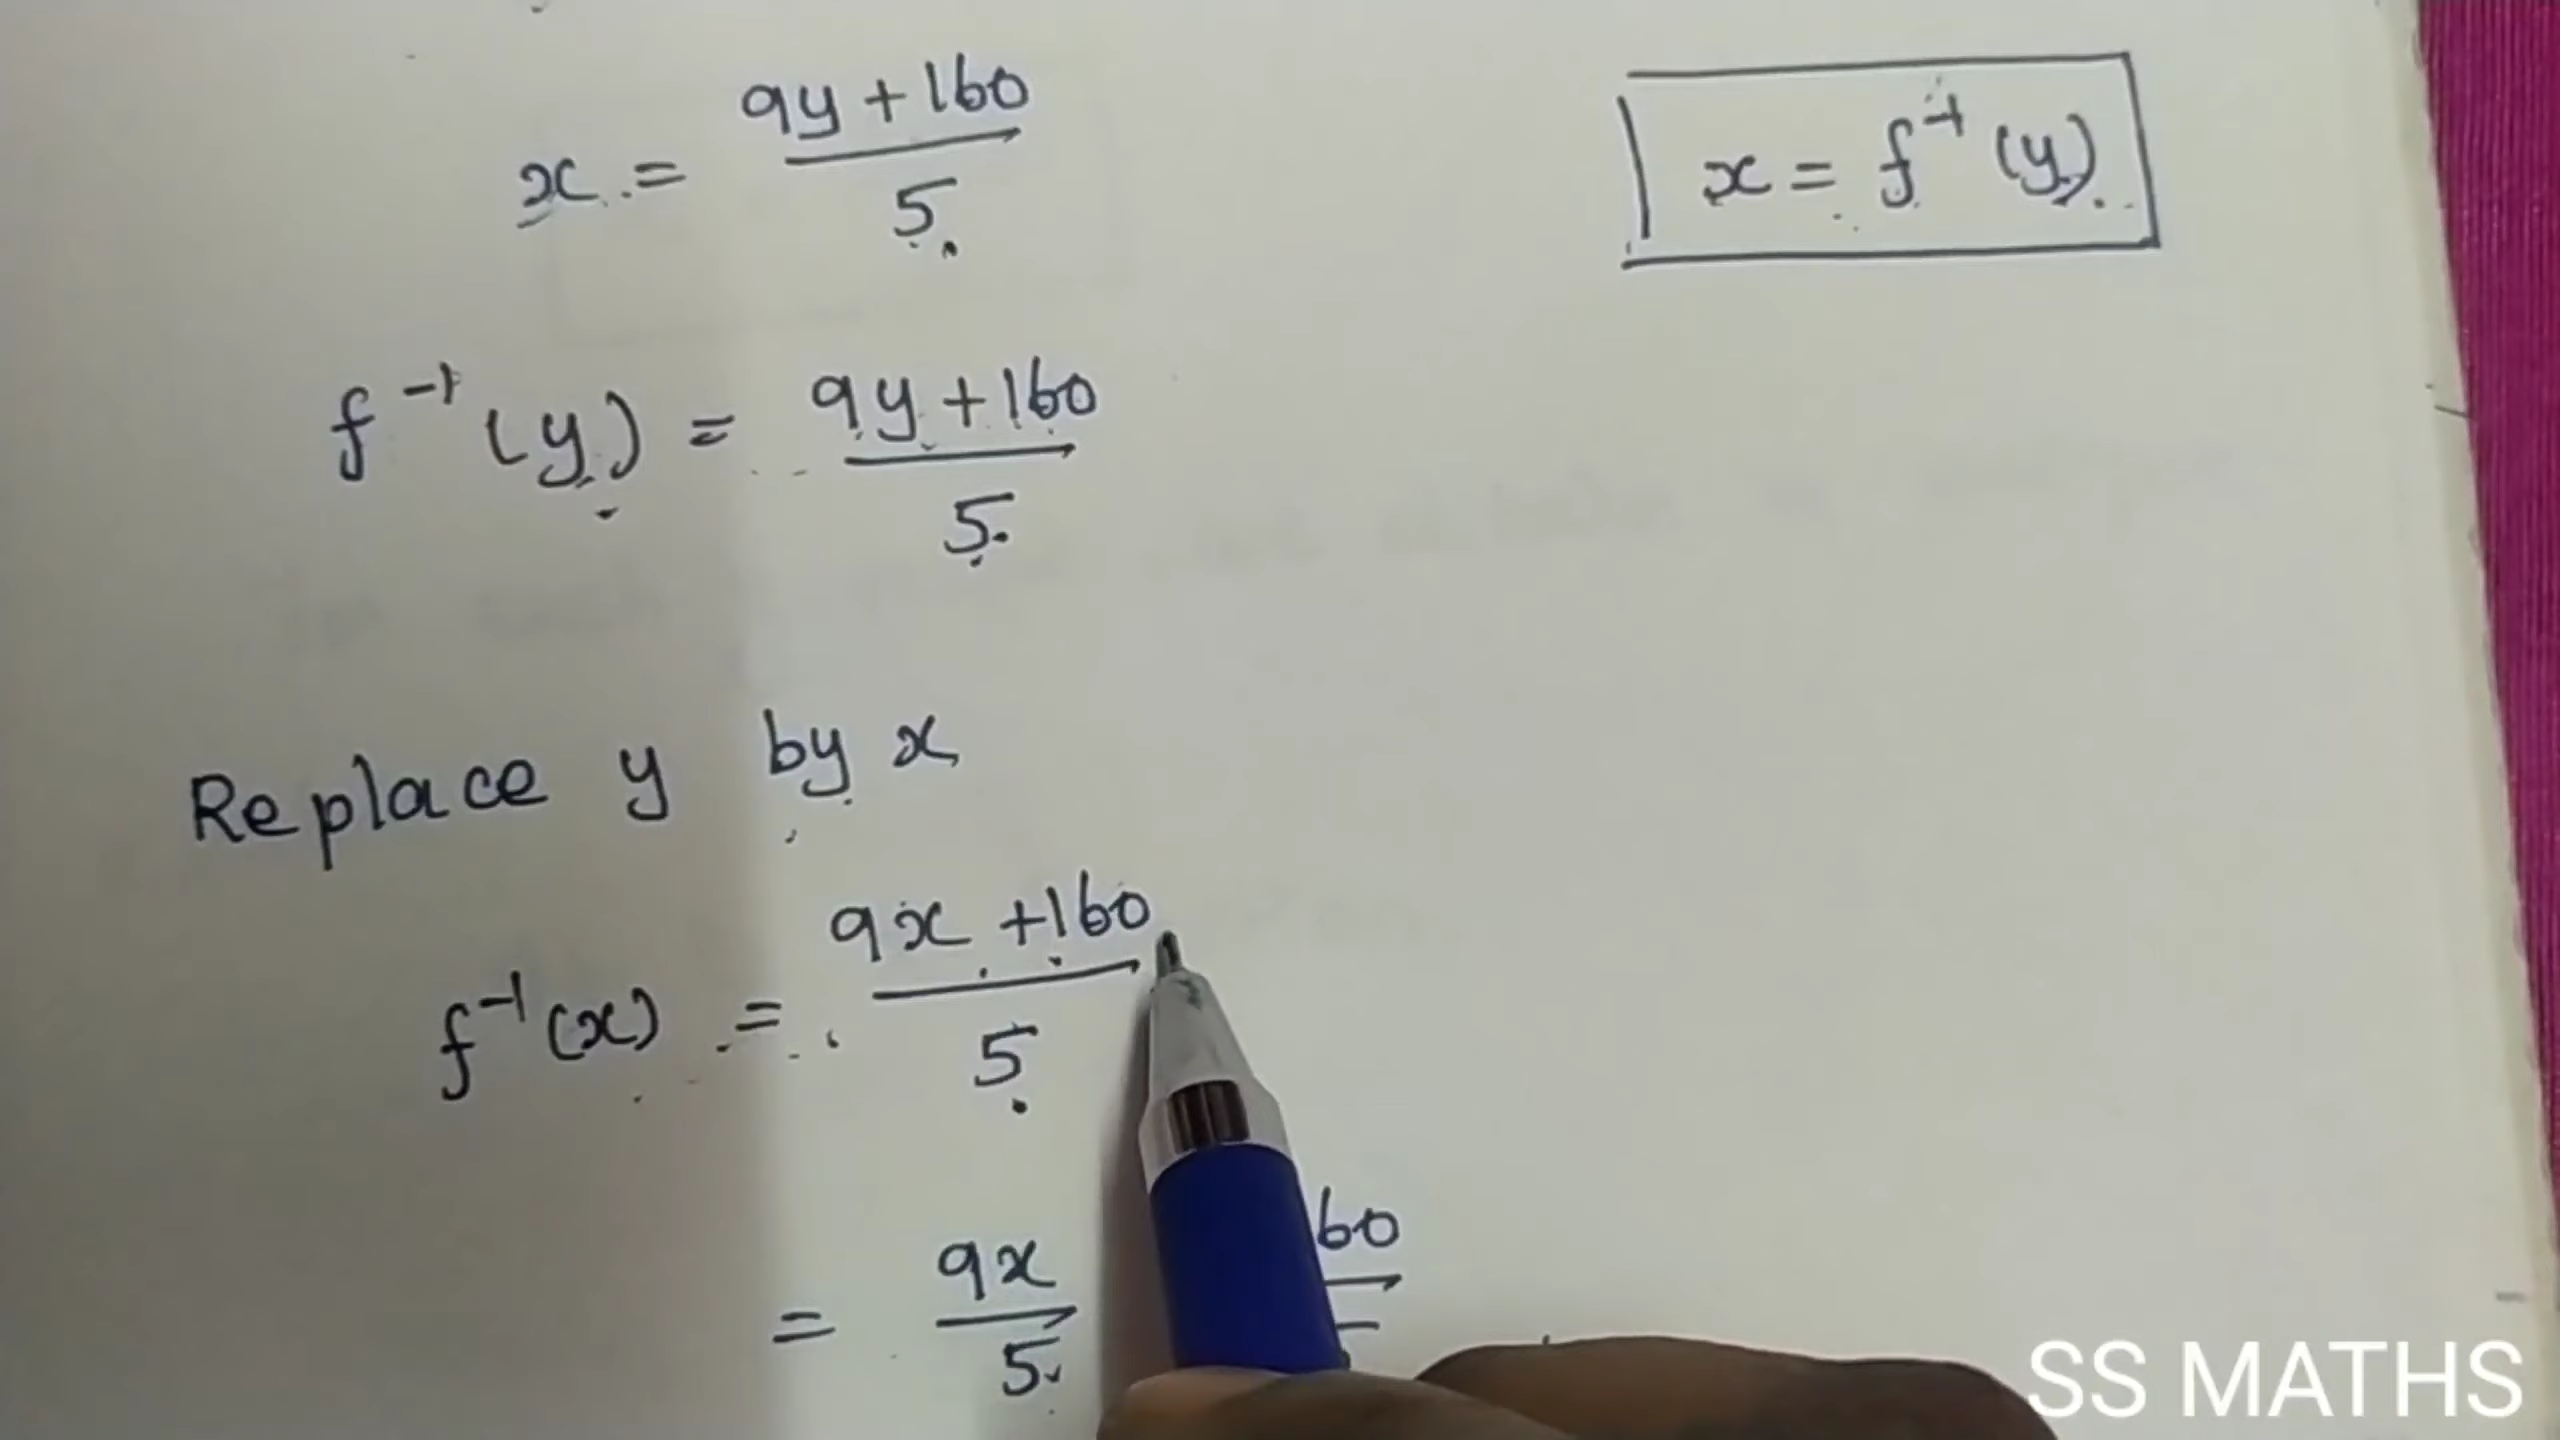 x = 9y + 160 / 5
x = f⁻¹ (y)
f⁻¹ (y) = 9y + 160 / 5
Replace y by x
f⁻¹(x) = 9x + 160 / 5
= 9x / 5 60
SS MATHS